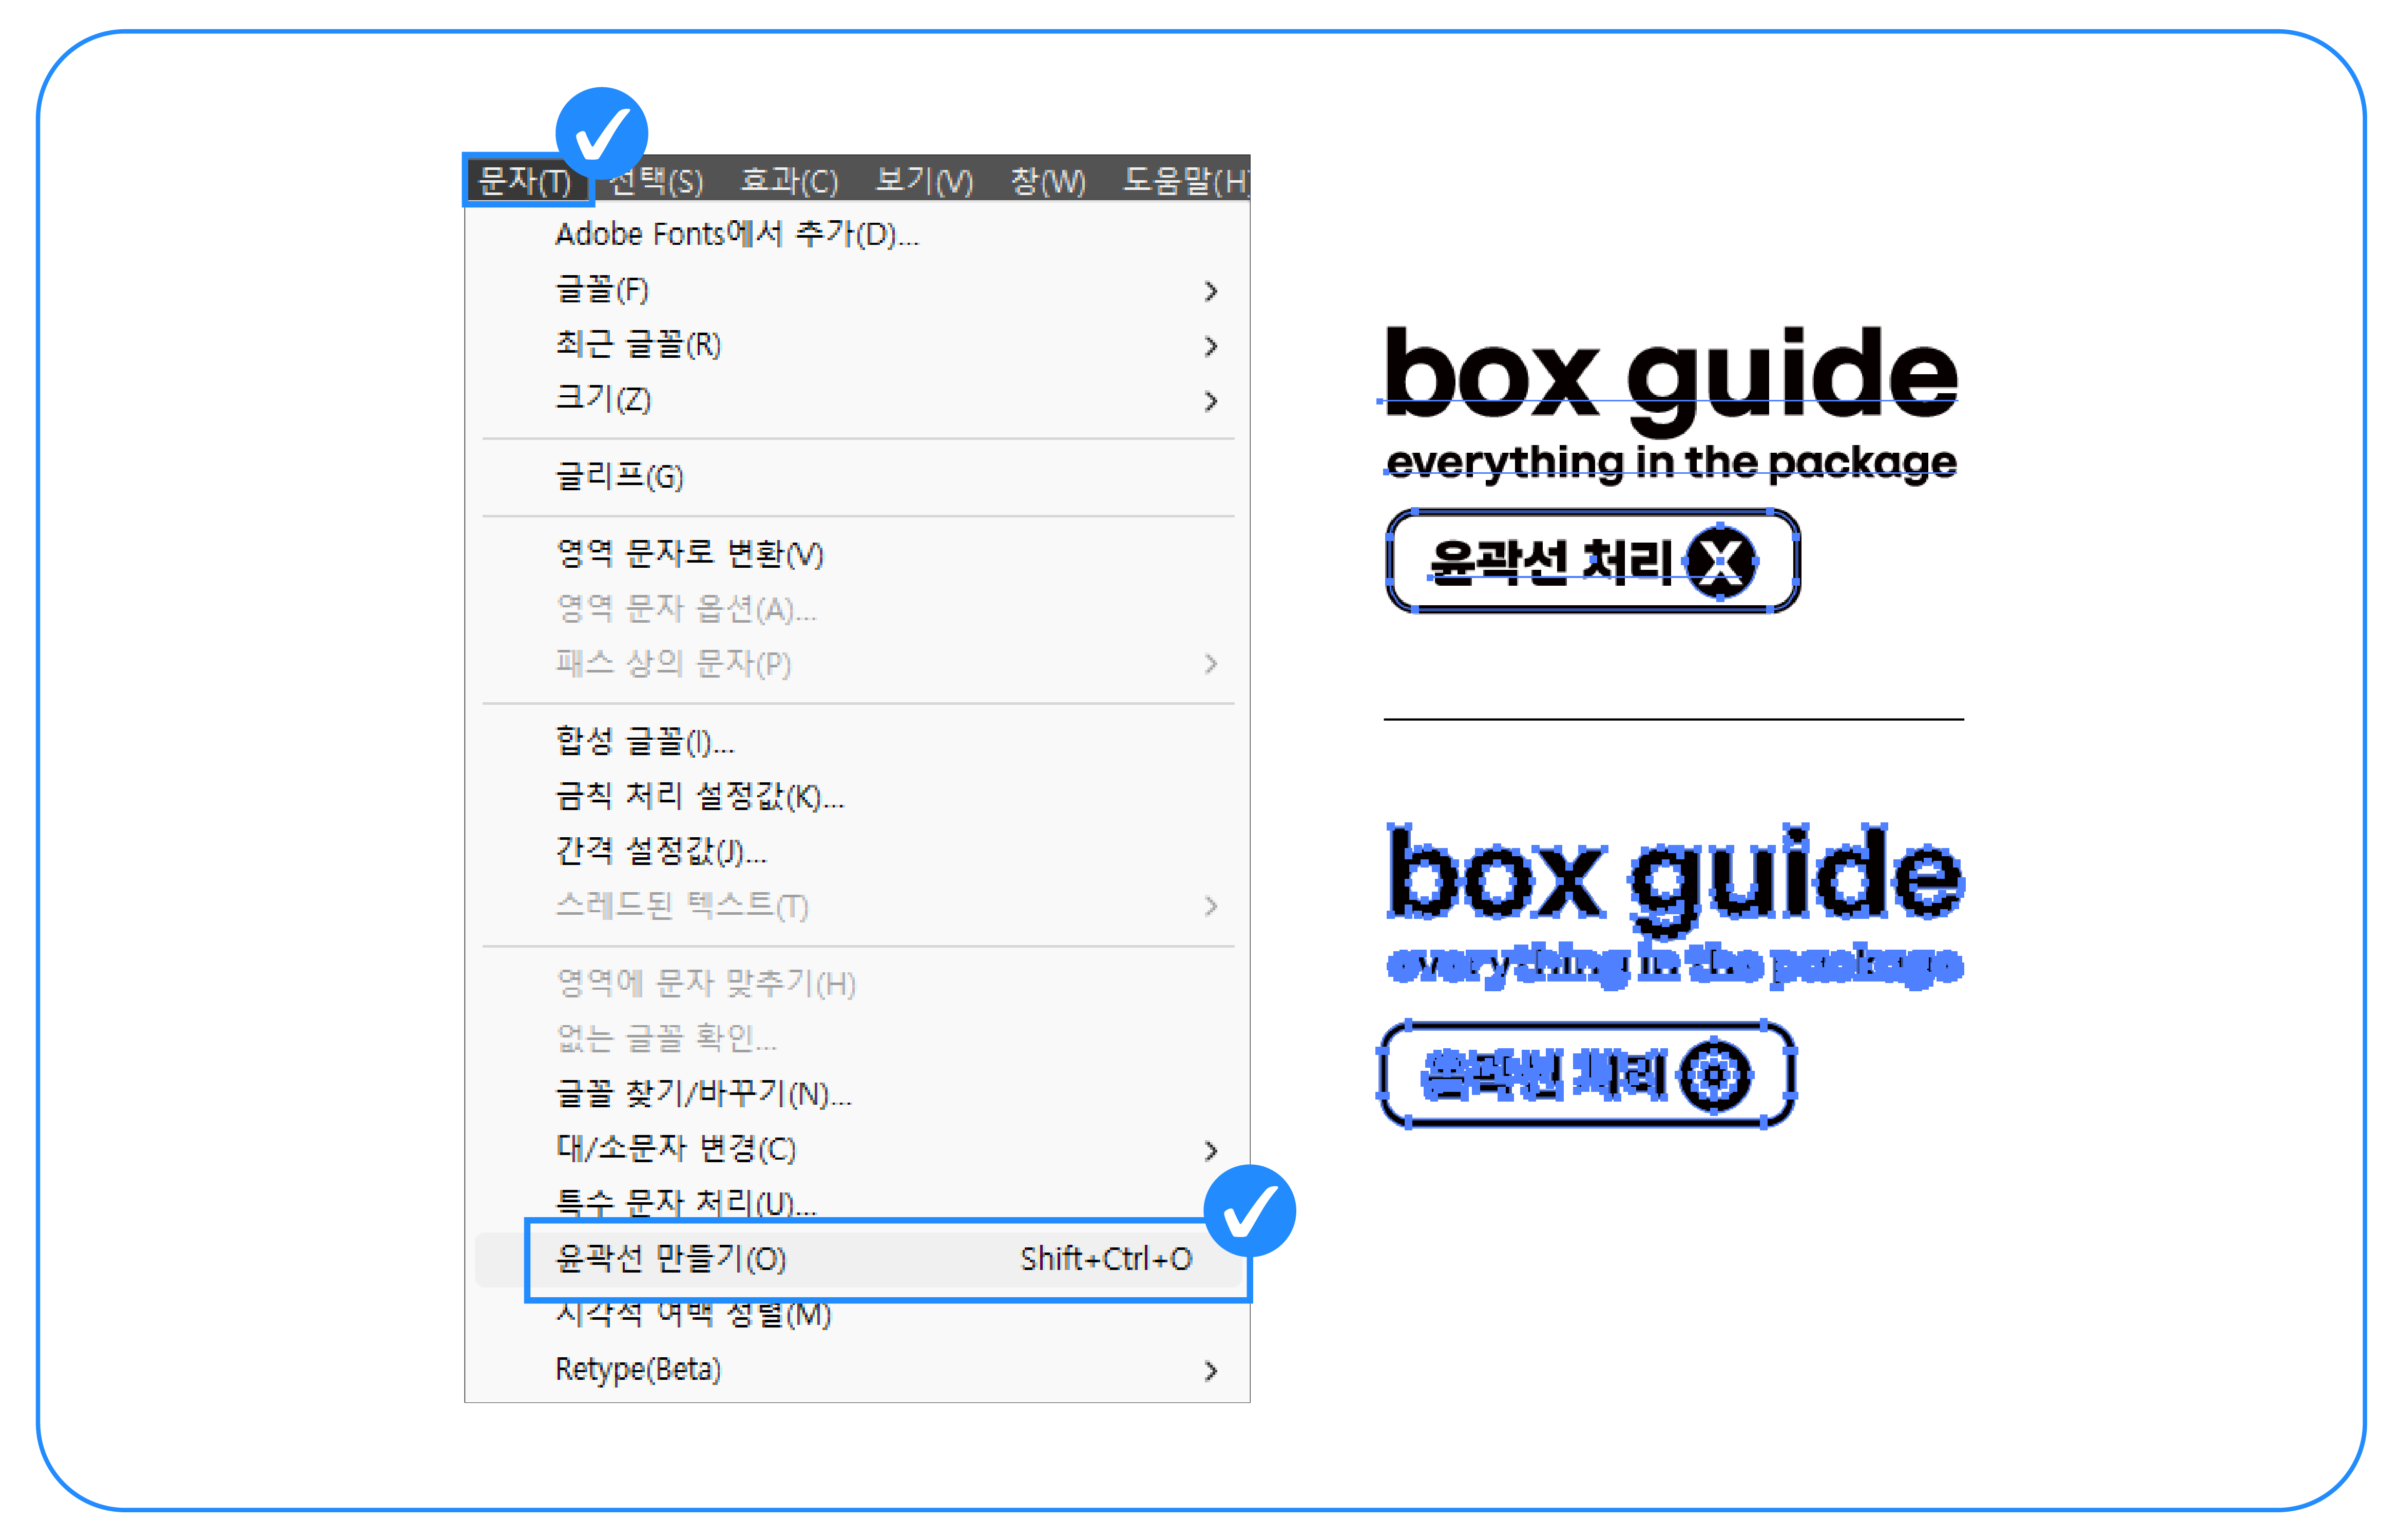 문자(T) 선택(S) 효과(C) 보기(V) 창(W) 도움말(H)
Adobe Fonts에서 추가(D)...
글꼴(F)
최근 글꼴(R)
크기(Z)
글리프(G)
영역 문자로 변환(V)
영역 문자 옵션(A)...
패스 상의 문자(P)
합성 글꼴(I)...
금칙 처리 설정값(K)...
간격 설정값(J)...
스레드된 텍스트(T)
영역에 문자 맞추기(H)
없는 글꼴 확인...
글꼴 찾기/바꾸기(N)...
대/소문자 변경(C)
특수 문자 처리(U)...
윤곽선 만들기(O) Shift+Ctrl+O
시각적 여백 정렬(M)
Retype(Beta)
box guide
everything in the package
윤곽선 처리 X
box guide
everything in the package
윤곽선 처리